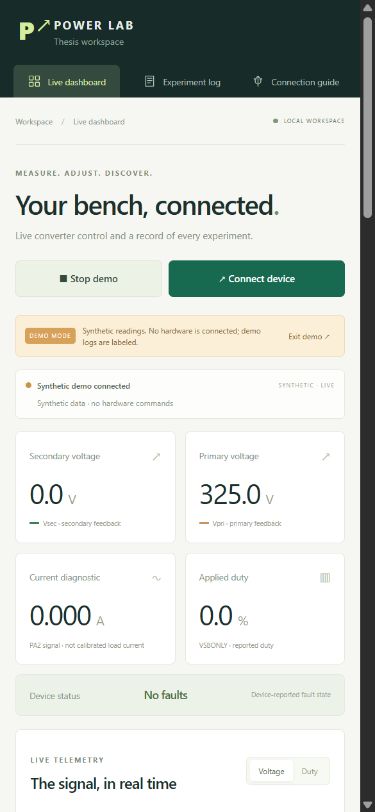 P↗ POWER LAB
Thesis workspace
Live dashboard Experiment log Connection guide
Workspace / Live dashboard LOCAL WORKSPACE
MEASURE. ADJUST. DISCOVER.
Your bench, connected.
Live converter control and a record of every experiment.
Stop demo ↗ Connect device
DEMO MODE Synthetic readings. No hardware is connected; demo
logs are labeled. Exit demo ↗
Synthetic demo connected SYNTHETIC · LIVE
Synthetic data · no hardware commands
Secondary voltage ↗ Primary voltage ↗
0.0 V 325.0 V
Vsec · secondary feedback Vpri · primary feedback
Current diagnostic ∿ Applied duty ▥
0.000 A 0.0 %
PA2 signal · not calibrated load current VSBONLY · reported duty
Device status No faults Device-reported fault state
LIVE TELEMETRY
The signal, in real time
Voltage Duty